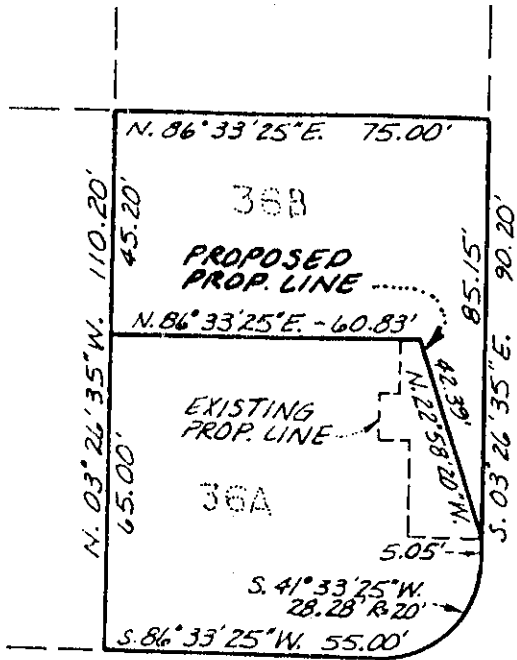 N. 86° 33' 25" E. 75.00'
36B
N. 03° 26' 35" W. 110.20'
45.20'
PROPOSED
PROP. LINE
85.15'
S. 03° 26' 35" E. 90.20'
N. 86° 33' 25" E. - 60.83'
42.39'
N. 22° 58' 20" W.
EXISTING
PROP. LINE
65.00'
36A
5.05'
S. 41° 33' 25" W.
28.28' R=20'
S. 86° 33' 25" W. 55.00'